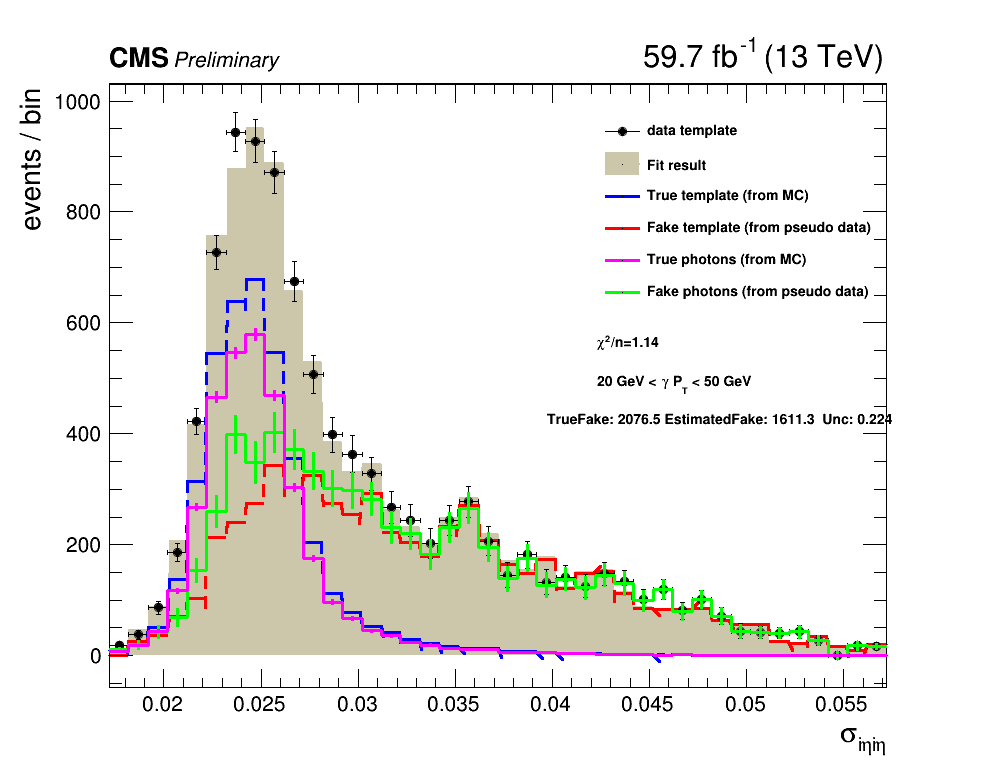 CMS Preliminary 59.7 fb⁻¹ (13 TeV)
events / bin
1000
800
600
400
200
0
data template
Fit result
True template (from MC)
Fake template (from pseudo data)
True photons (from MC)
Fake photons (from pseudo data)
χ²/n=1.14
20 GeV < γ P_T < 50 GeV
TrueFake: 2076.5 EstimatedFake: 1611.3 Unc: 0.224
0.02 0.025 0.03 0.035 0.04 0.045 0.05 0.055
σ_iηiη